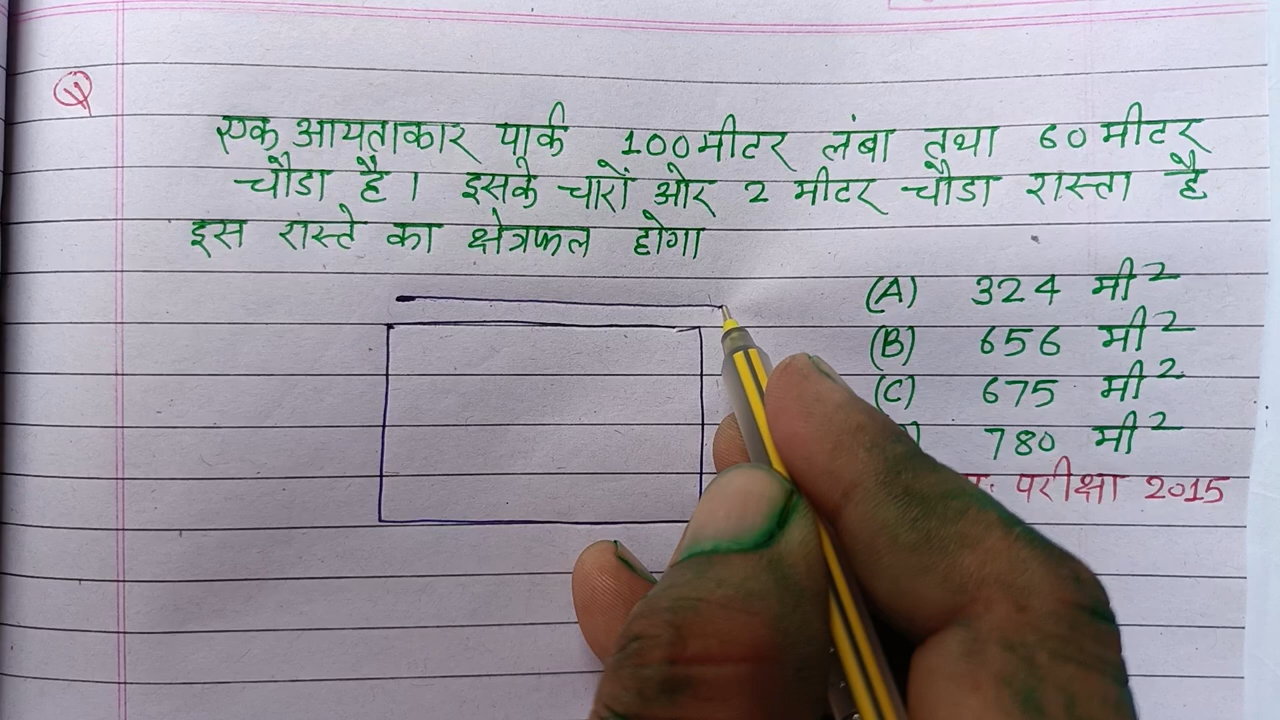 Q
एक आयताकार पार्क 100 मीटर लंबा तथा 60 मीटर
चौडा है। इसके चारों ओर 2 मीटर चौडा रास्ता है
इस रास्ते का क्षेत्रफल होगा
(A) 324 मी²
(B) 656 मी²
(C) 675 मी²
780 मी²
परीक्षा 2015